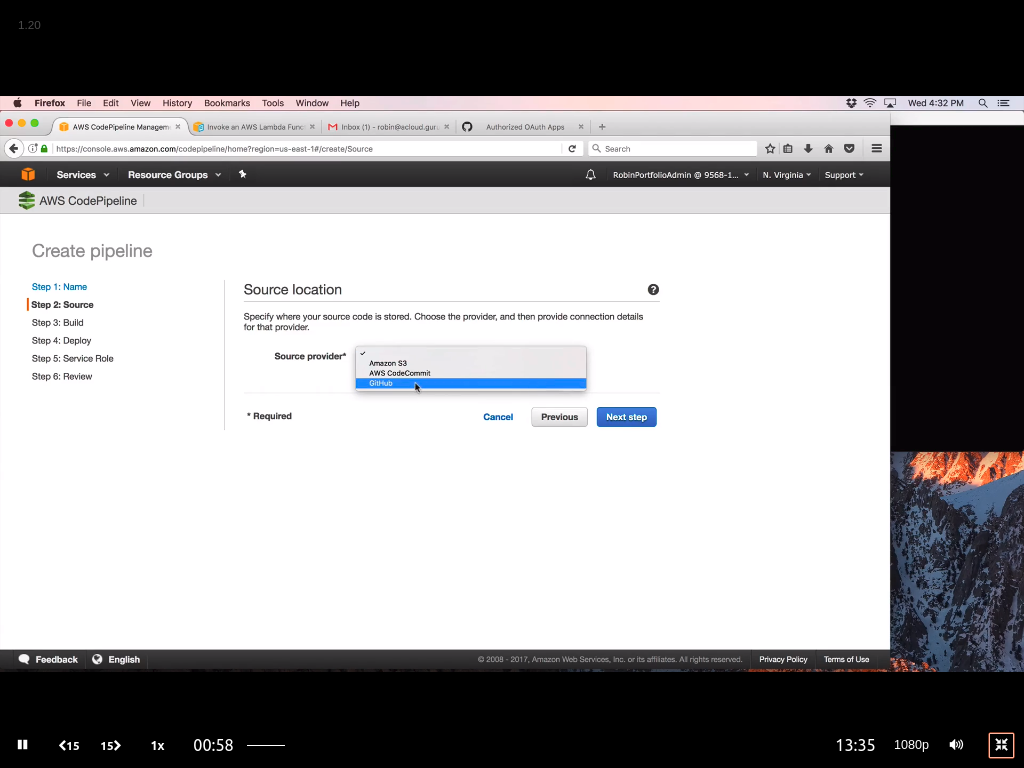 1.20
Firefox File Edit View History Bookmarks Tools Window Help Wed 4:32 PM
AWS CodePipeline Managem Invoke an AWS Lambda Func Inbox (1) - robin@acloud.gur Authorized OAuth Apps
https://console.aws.amazon.com/codepipeline/home?region=us-east-1#/create/Source Search
Services Resource Groups RobinPortfolioAdmin @ 9568-1... N. Virginia Support
AWS CodePipeline
Create pipeline
Step 1: Name
Step 2: Source
Step 3: Build
Step 4: Deploy
Step 5: Service Role
Step 6: Review
Source location
Specify where your source code is stored. Choose the provider, and then provide connection details
for that provider.
Source provider*
Amazon S3
AWS CodeCommit
GitHub
* Required Cancel Previous Next step
Feedback English © 2008 - 2017, Amazon Web Services, Inc. or its affiliates. All rights reserved. Privacy Policy Terms of Use
15 15 1x 00:58 13:35 1080p